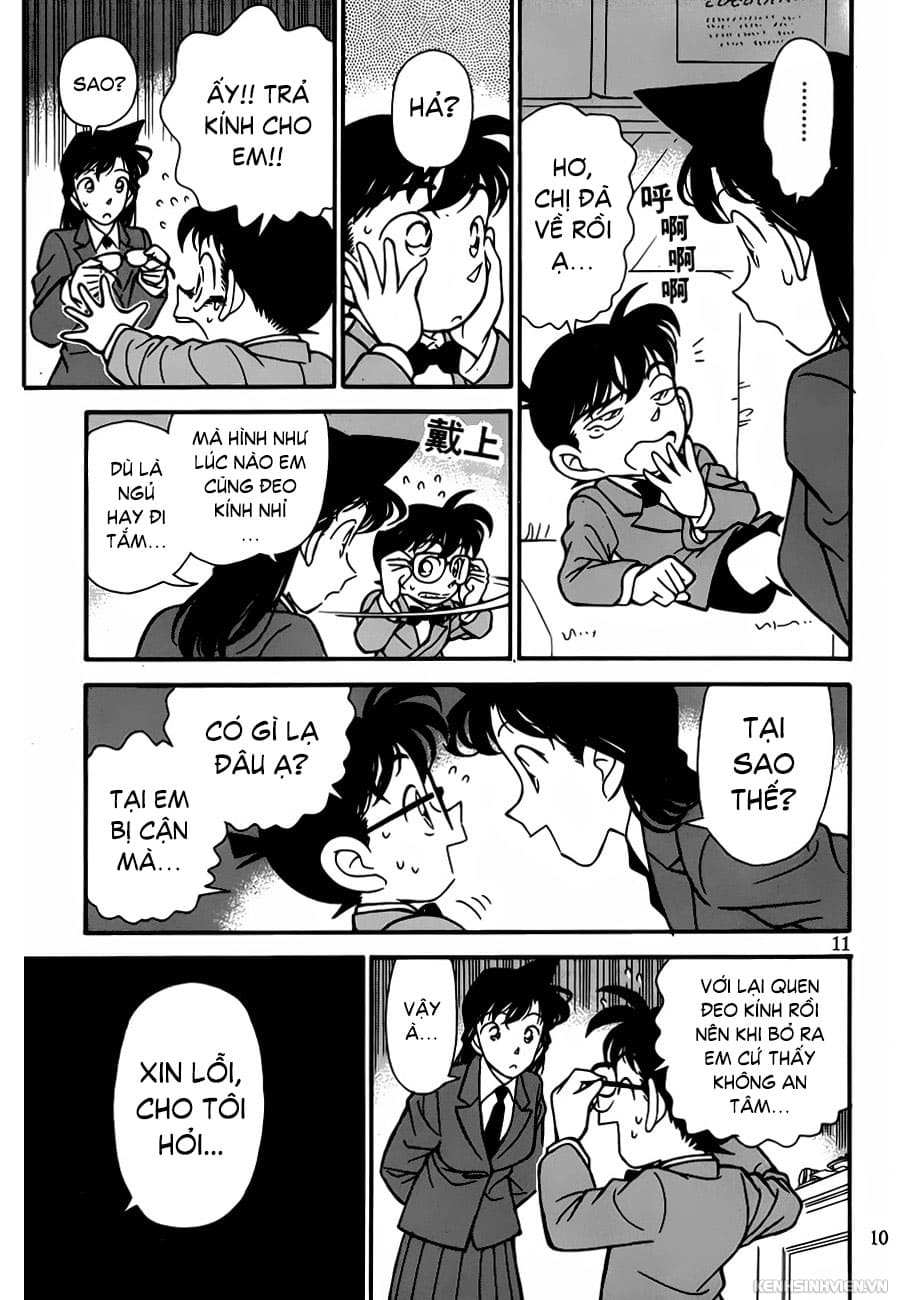 .........
HƠ,
CHỊ ĐÃ
VỀ RỒI
Ạ...
呼
啊
啊
啊
HẢ?
ẤY!! TRẢ
KÍNH CHO
EM!!
SAO?
戴上
MÀ HÌNH NHƯ
LÚC NÀO EM
CŨNG ĐEO
KÍNH NHỈ
...
DÙ LÀ
NGỦ
HAY ĐI
TẮM...
TẠI
SAO
THẾ?
CÓ GÌ LẠ
ĐÂU Ạ?
TẠI EM
BỊ CẬN
MÀ...
11
VỚI LẠI QUEN
ĐEO KÍNH RỒI
NÊN KHI BỎ RA
EM CỨ THẤY
KHÔNG AN
TÂM...
VẬY
À...
XIN LỖI,
CHO TÔI
HỎI...
10
KENHSINHVIEN.VN